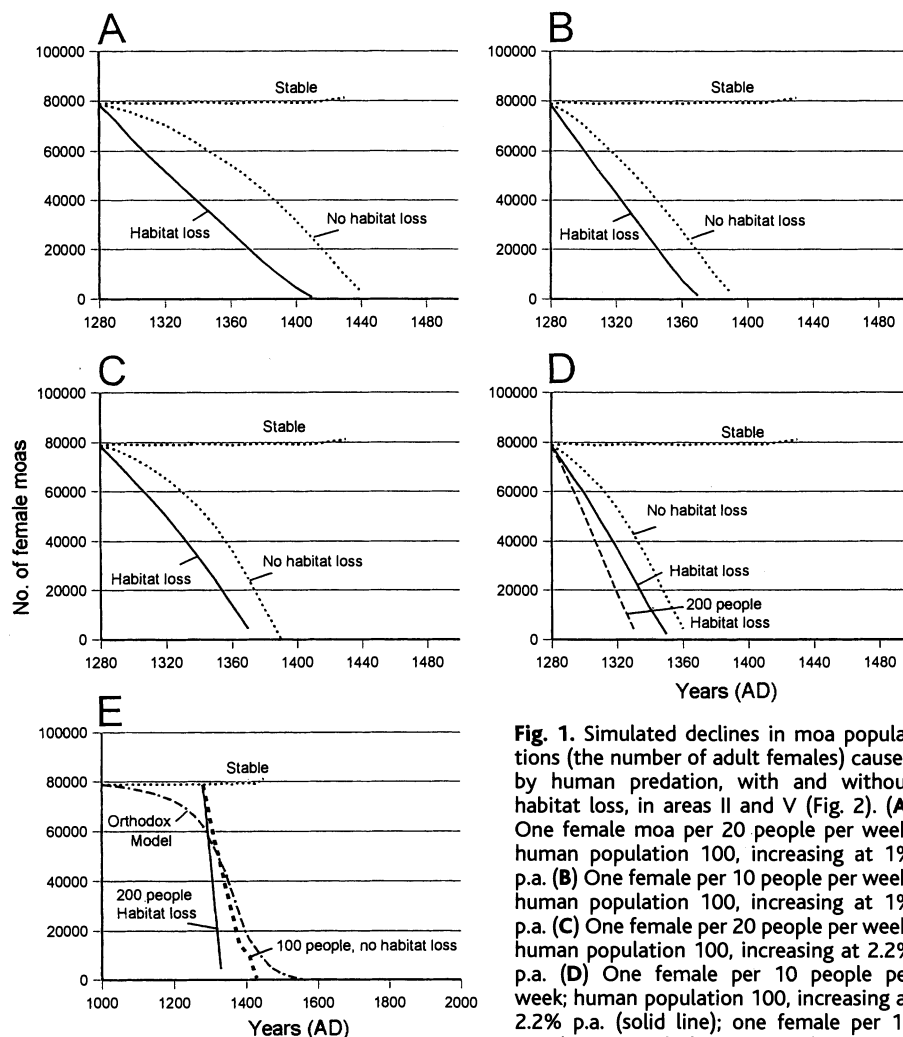 A
100000
80000
60000
40000
20000
0
Stable
Habitat loss
No habitat loss
1280 1320 1360 1400 1440 1480
B
100000
80000
60000
40000
20000
0
Stable
Habitat loss
No habitat loss
1280 1320 1360 1400 1440 1480
No. of female moas
C
100000
80000
60000
40000
20000
0
Stable
Habitat loss
No habitat loss
1280 1320 1360 1400 1440 1480
D
100000
80000
60000
40000
20000
0
Stable
No habitat loss
Habitat loss
200 people
Habitat loss
1280 1320 1360 1400 1440 1480
Years (AD)
E
100000
80000
60000
40000
20000
0
Stable
Orthodox
Model
200 people
Habitat loss
100 people, no habitat loss
1000 1200 1400 1600 1800 2000
Years (AD)
Fig. 1. Simulated declines in moa popula
tions (the number of adult females) cause
by human predation, with and withou
habitat loss, in areas II and V (Fig. 2). (A
One female moa per 20 people per week
human population 100, increasing at 1%
p.a. (B) One female per 10 people per week
human population 100, increasing at 1%
p.a. (C) One female per 20 people per week
human population 100, increasing at 2.2%
p.a. (D) One female per 10 people pe
week; human population 100, increasing a
2.2% p.a. (solid line); one female per 1